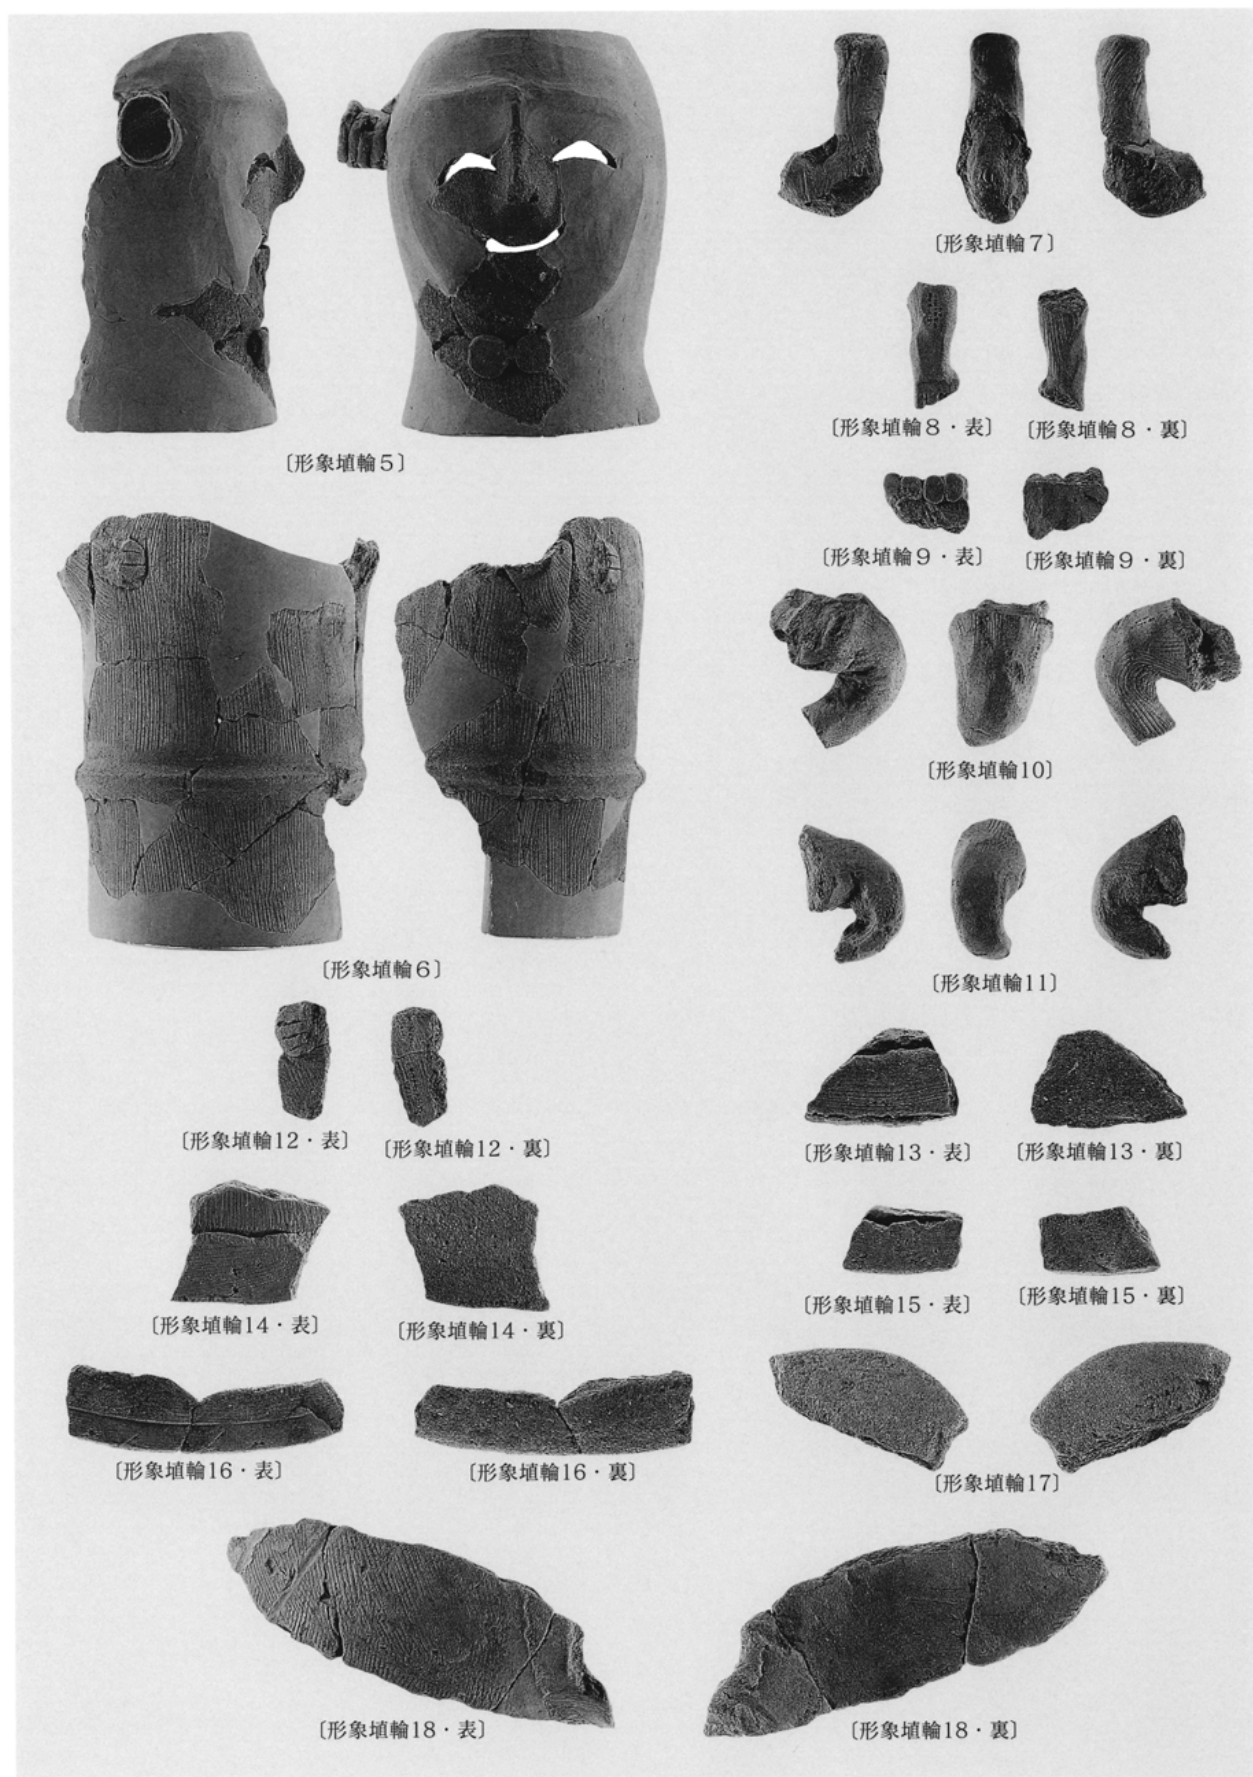 〔形象埴輪5〕
〔形象埴輪6〕
〔形象埴輪7〕
〔形象埴輪8・表〕
〔形象埴輪8・裏〕
〔形象埴輪9・表〕
〔形象埴輪9・裏〕
〔形象埴輪10〕
〔形象埴輪11〕
〔形象埴輪12・表〕
〔形象埴輪12・裏〕
〔形象埴輪13・表〕
〔形象埴輪13・裏〕
〔形象埴輪14・表〕
〔形象埴輪14・裏〕
〔形象埴輪15・表〕
〔形象埴輪15・裏〕
〔形象埴輪16・表〕
〔形象埴輪16・裏〕
〔形象埴輪17〕
〔形象埴輪18・表〕
〔形象埴輪18・裏〕